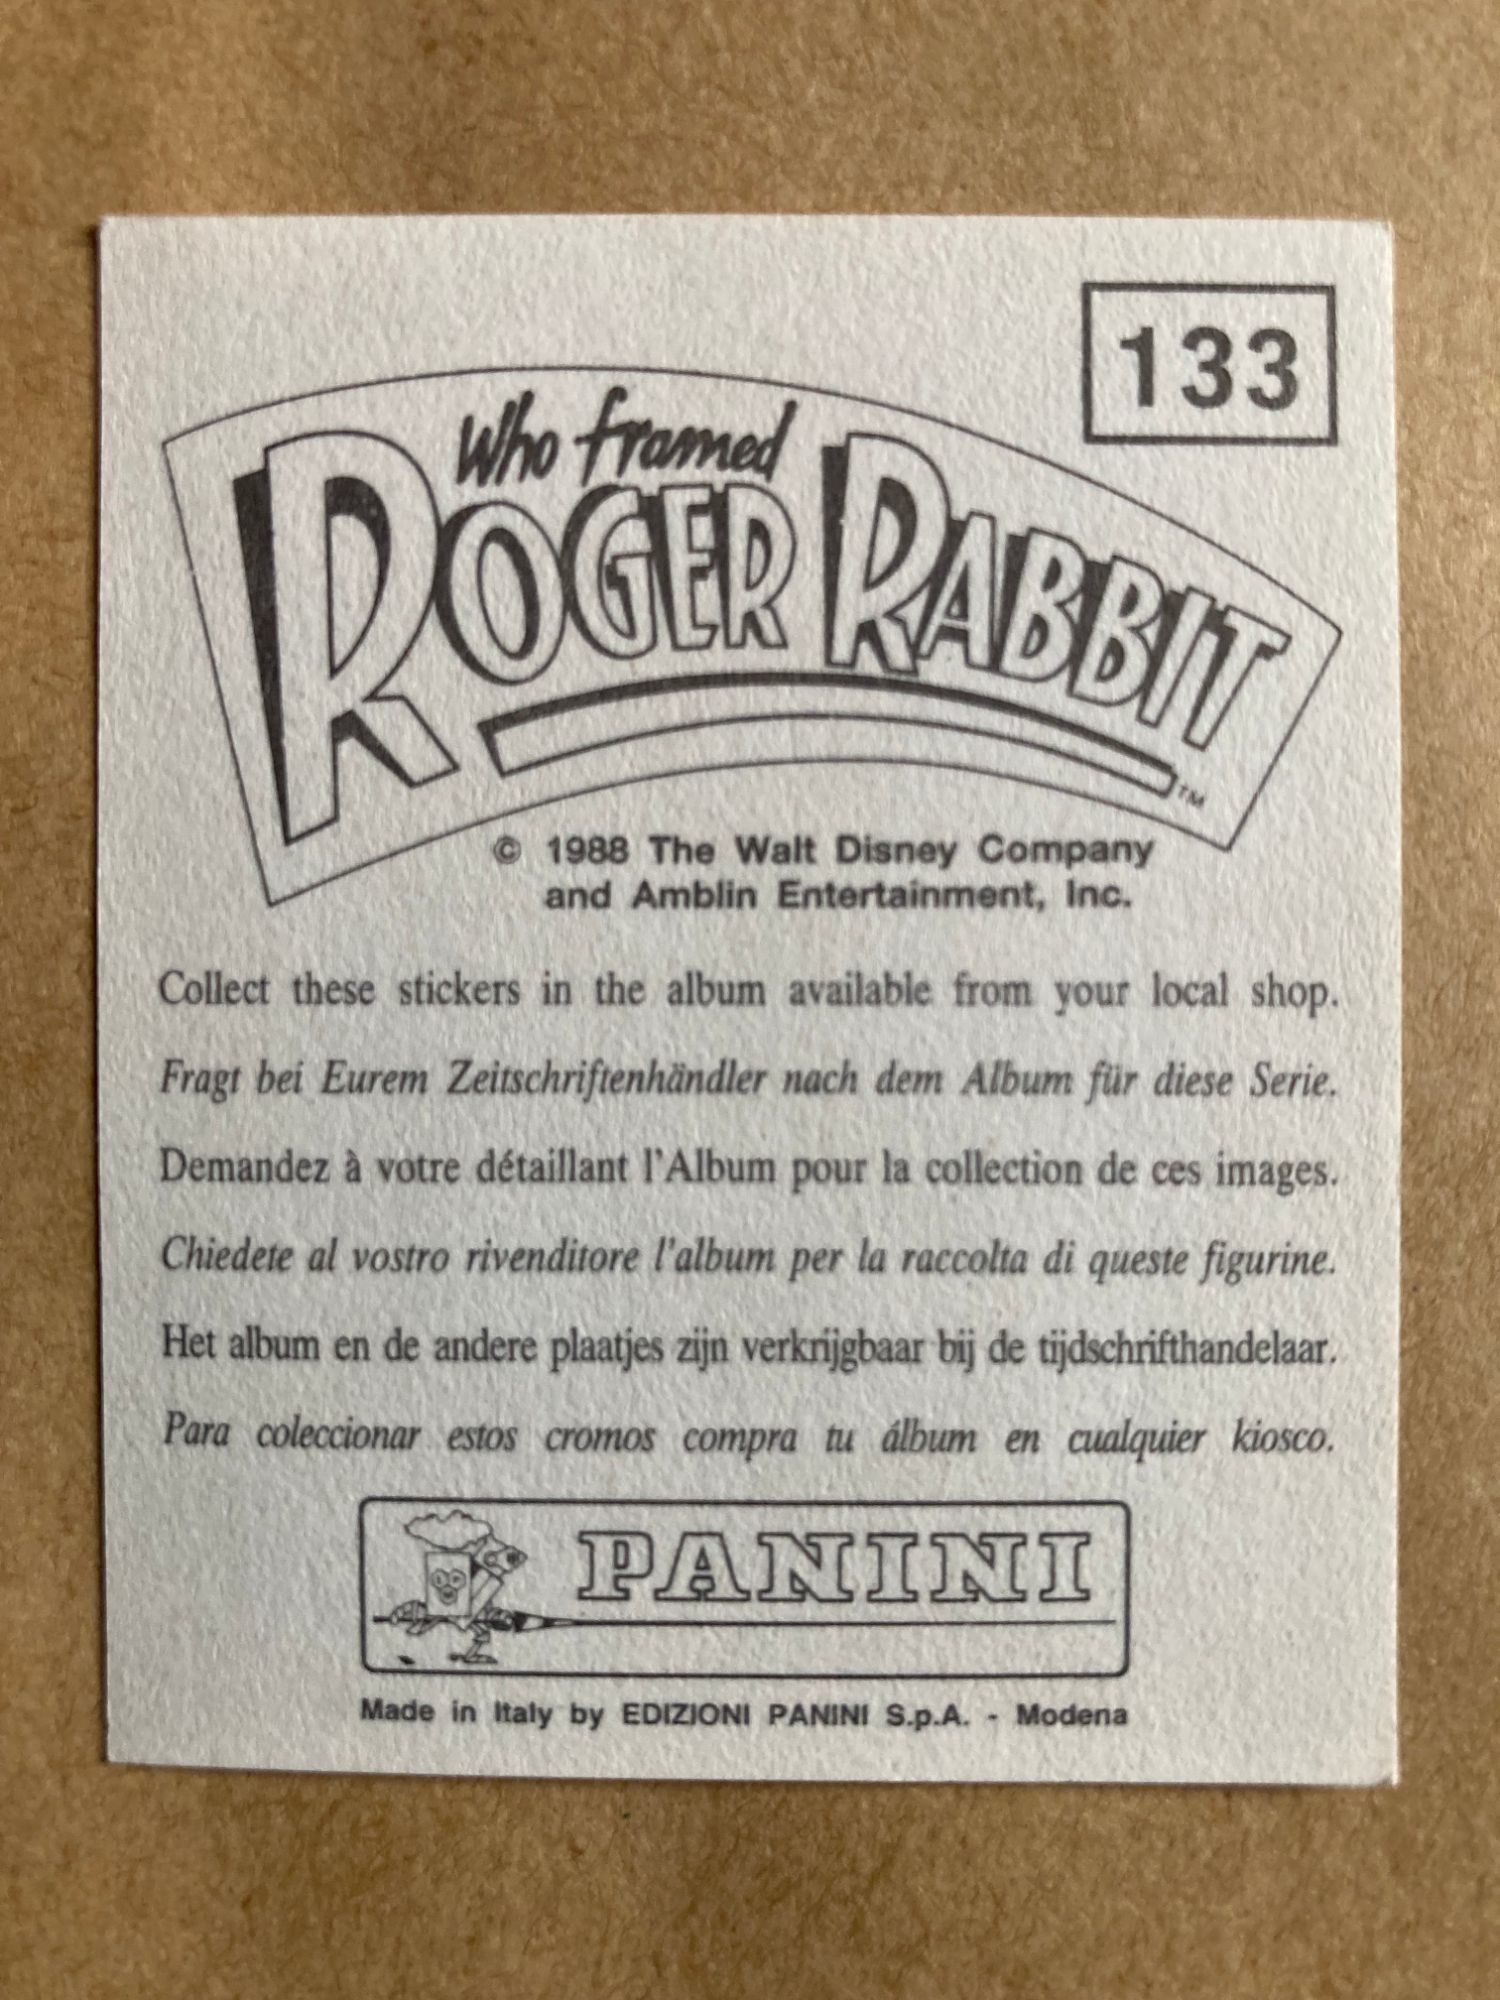 133
Who framed
ROGER RABBIT
TM
© 1988 The Walt Disney Company
and Amblin Entertainment, Inc.
Collect these stickers in the album available from your local shop.
Fragt bei Eurem Zeitschriftenhändler nach dem Album für diese Serie.
Demandez à votre détaillant l'Album pour la collection de ces images.
Chiedete al vostro rivenditore l'album per la raccolta di queste figurine.
Het album en de andere plaatjes zijn verkrijgbaar bij de tijdschrifthandelaar.
Para coleccionar estos cromos compra tu álbum en cualquier kiosco.
PANINI
Made in Italy by EDIZIONI PANINI S.p.A. - Modena